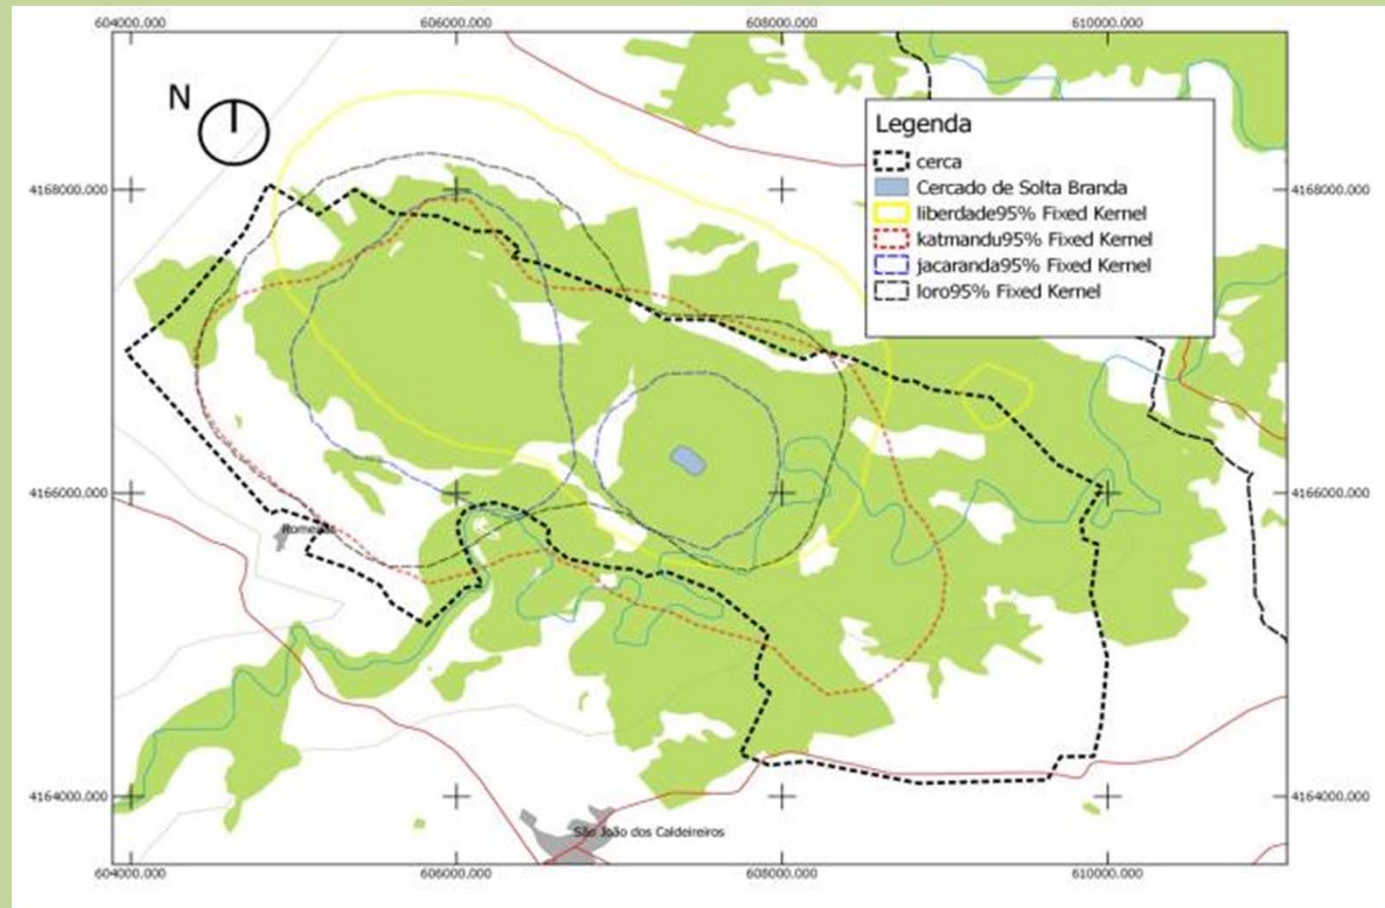 604000.000
606000.000
608000.000
610000.000
N
Legenda
cerca
Cercado de Solta Branda
liberdade95% Fixed Kernel
katmandu95% Fixed Kernel
jacaranda95% Fixed Kernel
loro95% Fixed Kernel
4168000.000
4168000.000
4166000.000
4166000.000
4164000.000
4164000.000
São João dos Caldeireiros
604000.000
606000.000
608000.000
610000.000